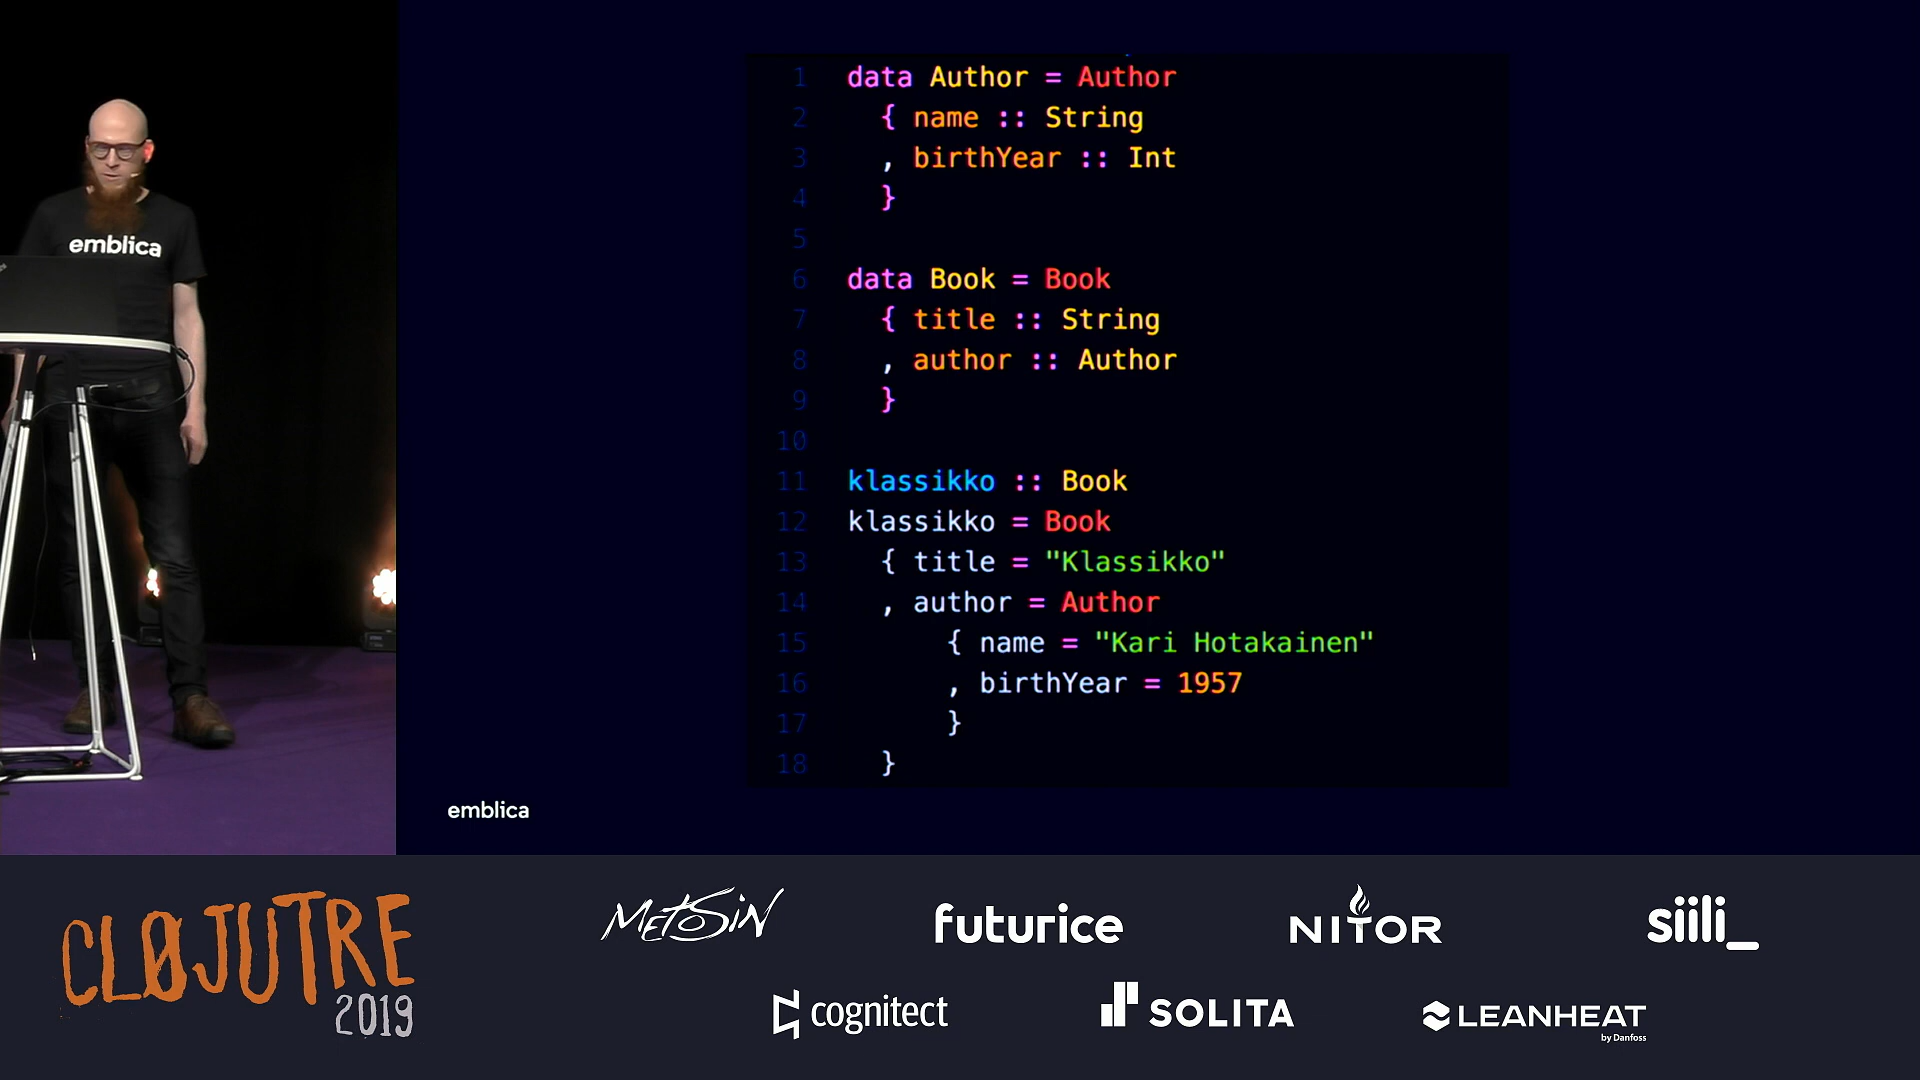 emblica
1 data Author = Author
2 { name :: String
3 , birthYear :: Int
4 }
5
6 data Book = Book
7 { title :: String
8 , author :: Author
9 }
10
11 klassikko :: Book
12 klassikko = Book
13 { title = "Klassikko"
14 , author = Author
15 { name = "Kari Hotakainen"
16 , birthYear = 1957
17 }
18 }
emblica
CLØJUTRE
2019
METOSIN
futurice
NITOR
siili_
cognitect
SOLITA
LEANHEAT
by Danfoss